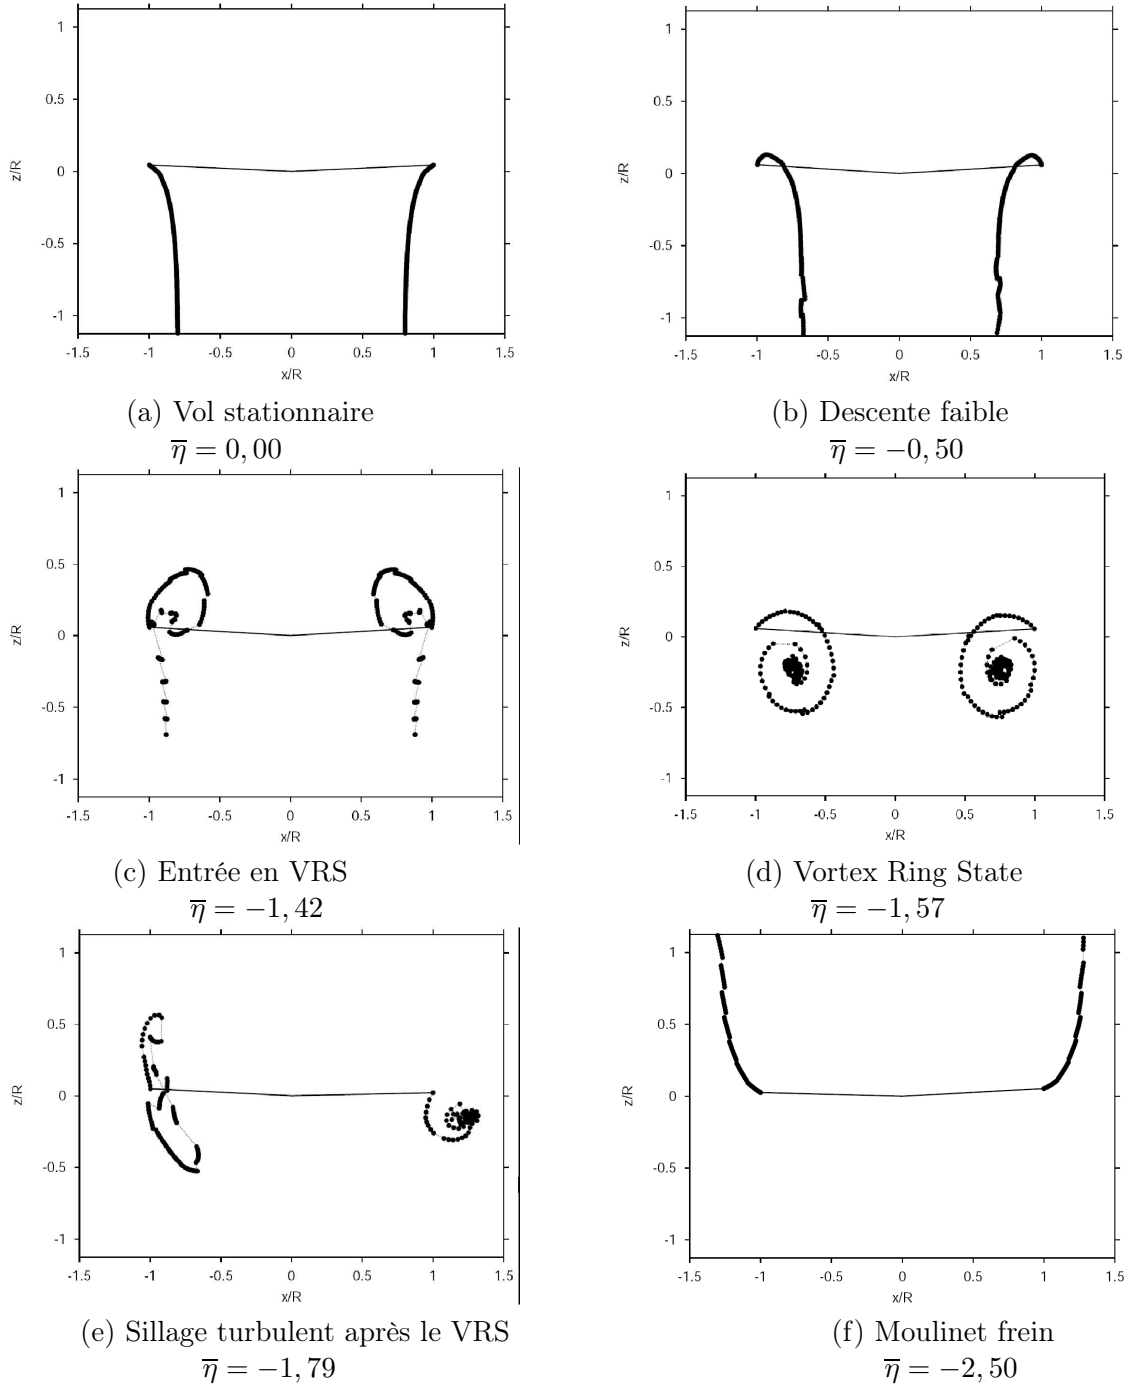 1
0.5
0
-0.5
-1
z/R
-1.5 -1 -0.5 0 0.5 1 1.5
x/R
(a) Vol stationnaire
η̅ = 0, 00
1
0.5
0
-0.5
-1
z/R
-1.5 -1 -0.5 0 0.5 1 1.5
x/R
(b) Descente faible
η̅ = −0, 50
1
0.5
0
-0.5
-1
z/R
-1.5 -1 -0.5 0 0.5 1 1.5
x/R
(c) Entrée en VRS
η̅ = −1, 42
1
0.5
0
-0.5
-1
z/R
-1.5 -1 -0.5 0 0.5 1 1.5
x/R
(d) Vortex Ring State
η̅ = −1, 57
1
0.5
0
-0.5
-1
z/R
-1.5 -1 -0.5 0 0.5 1 1.5
x/R
(e) Sillage turbulent après le VRS
η̅ = −1, 79
1
0.5
0
-0.5
-1
z/R
-1.5 -1 -0.5 0 0.5 1 1.5
x/R
(f) Moulinet frein
η̅ = −2, 50